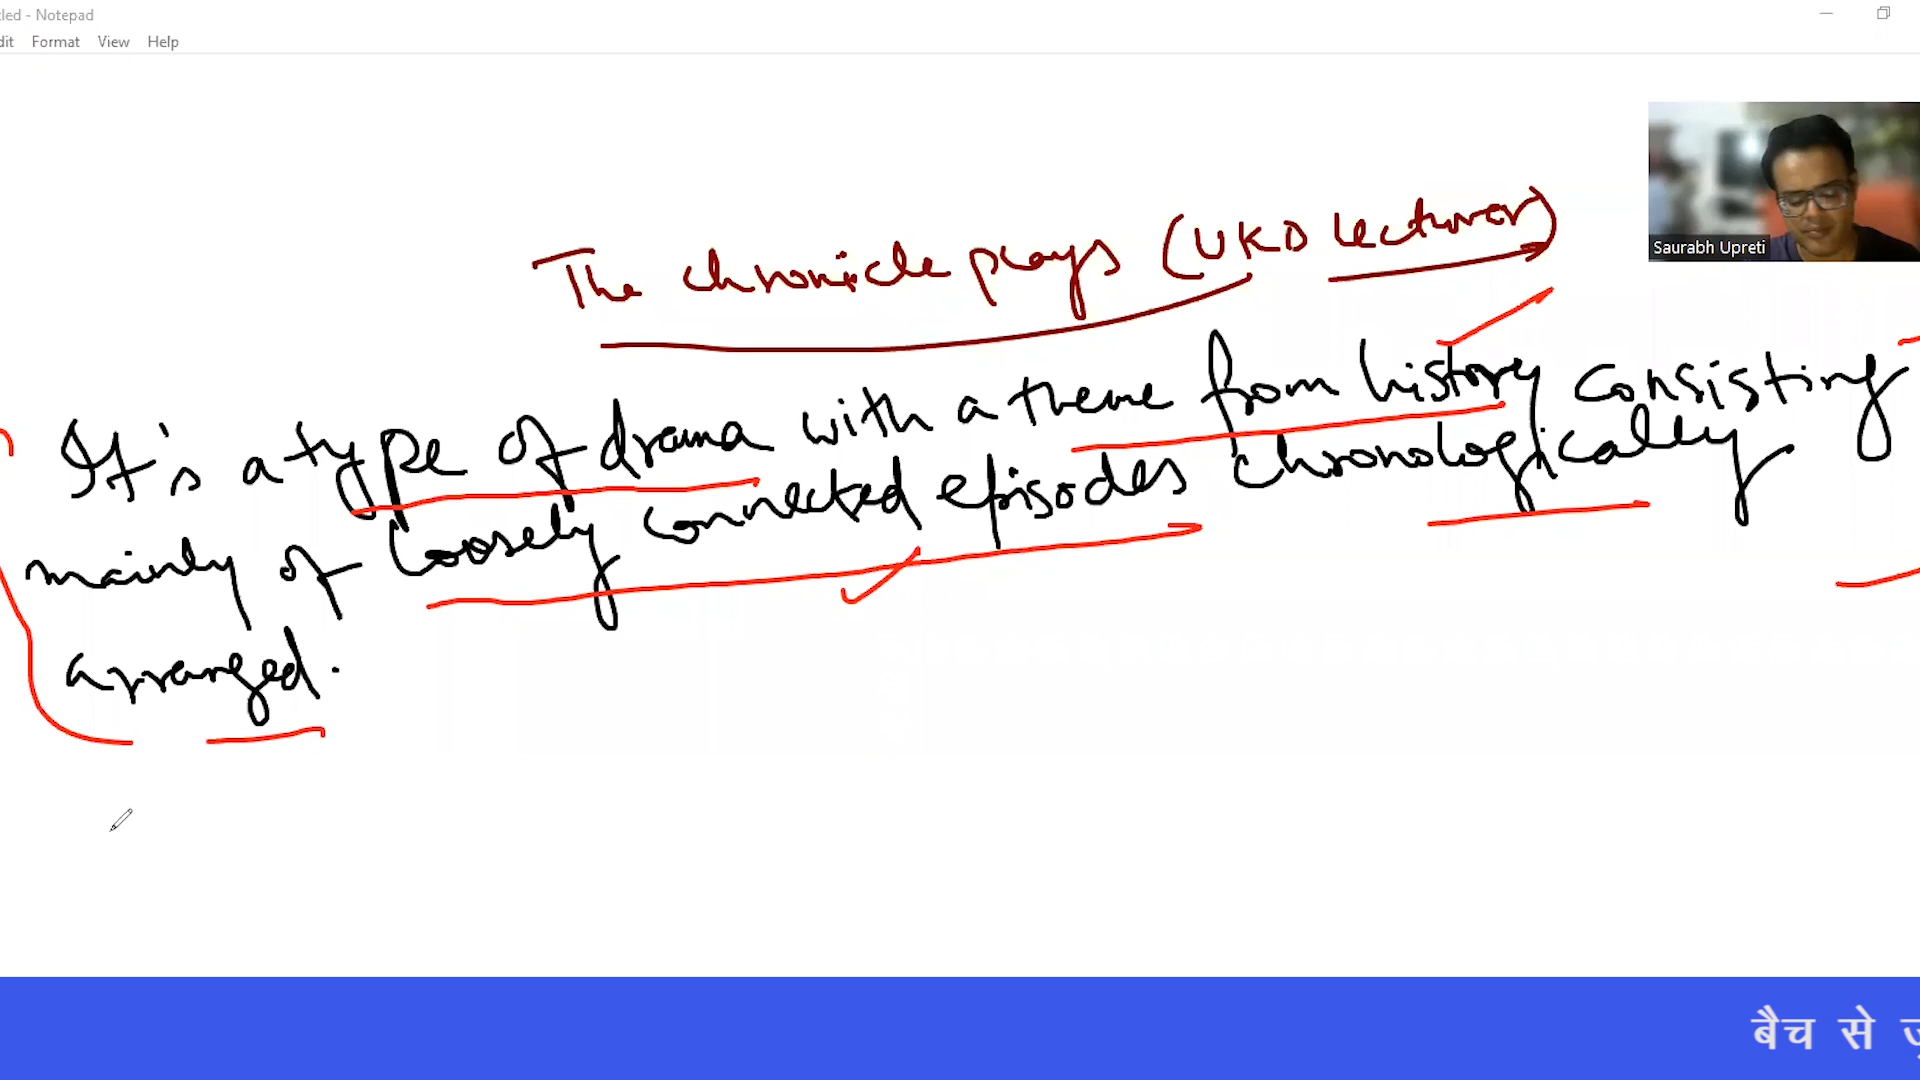 tled - Notepad
dit Format View Help
Saurabh Upreti
The chronicle plays (UKD Lecturer)
It's a type of drama with a theme from history consisting
mainly of loosely connected episodes chronologically
arranged.
बैच से